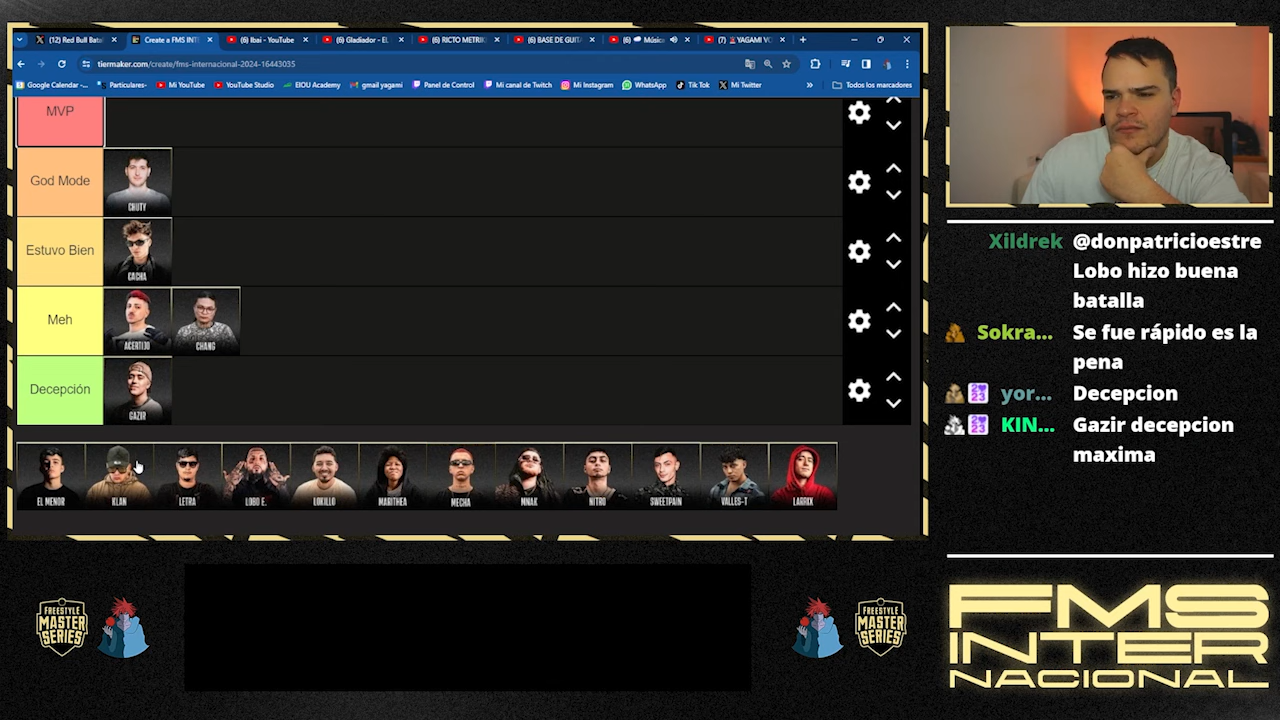 (12) Red Bull Bata
Create a FMS INT
(6) Ibai - YouTube
(6) Gladiador - EL
(6) RICTO METRIK
(6) BASE DE GUIT
(6) Músic
(7) YAGAMI VO
tiermaker.com/create/fms-internacional-2024-16443035
Google Calendar -...
Particulares-
Mi YouTube
YouTube Studio
EIOU Academy
gmail yagami
Panel de Control
Mi canal de Twitch
Mi Instagram
WhatsApp
Tik Tok
Mi Twitter
Todos los marcadores
MVP
God Mode
CHUTY
Estuvo Bien
CACHA
Meh
ACERTIJO
CHANG
Decepción
GAZIR
EL MENOR
KLAN
LETRA
LOBO E.
LOKILLO
MARITHEA
MECHA
MNAK
NITRO
SWEETPAIN
VALLES-T
LARRIX
Xildrek @donpatricioestre
Lobo hizo buena
batalla
Sokra... Se fue rápido es la
pena
yor... Decepcion
KIN... Gazir decepcion
maxima
FREESTYLE
MASTER
SERIES
FREESTYLE
MASTER
SERIES
FMS
INTER
NACIONAL